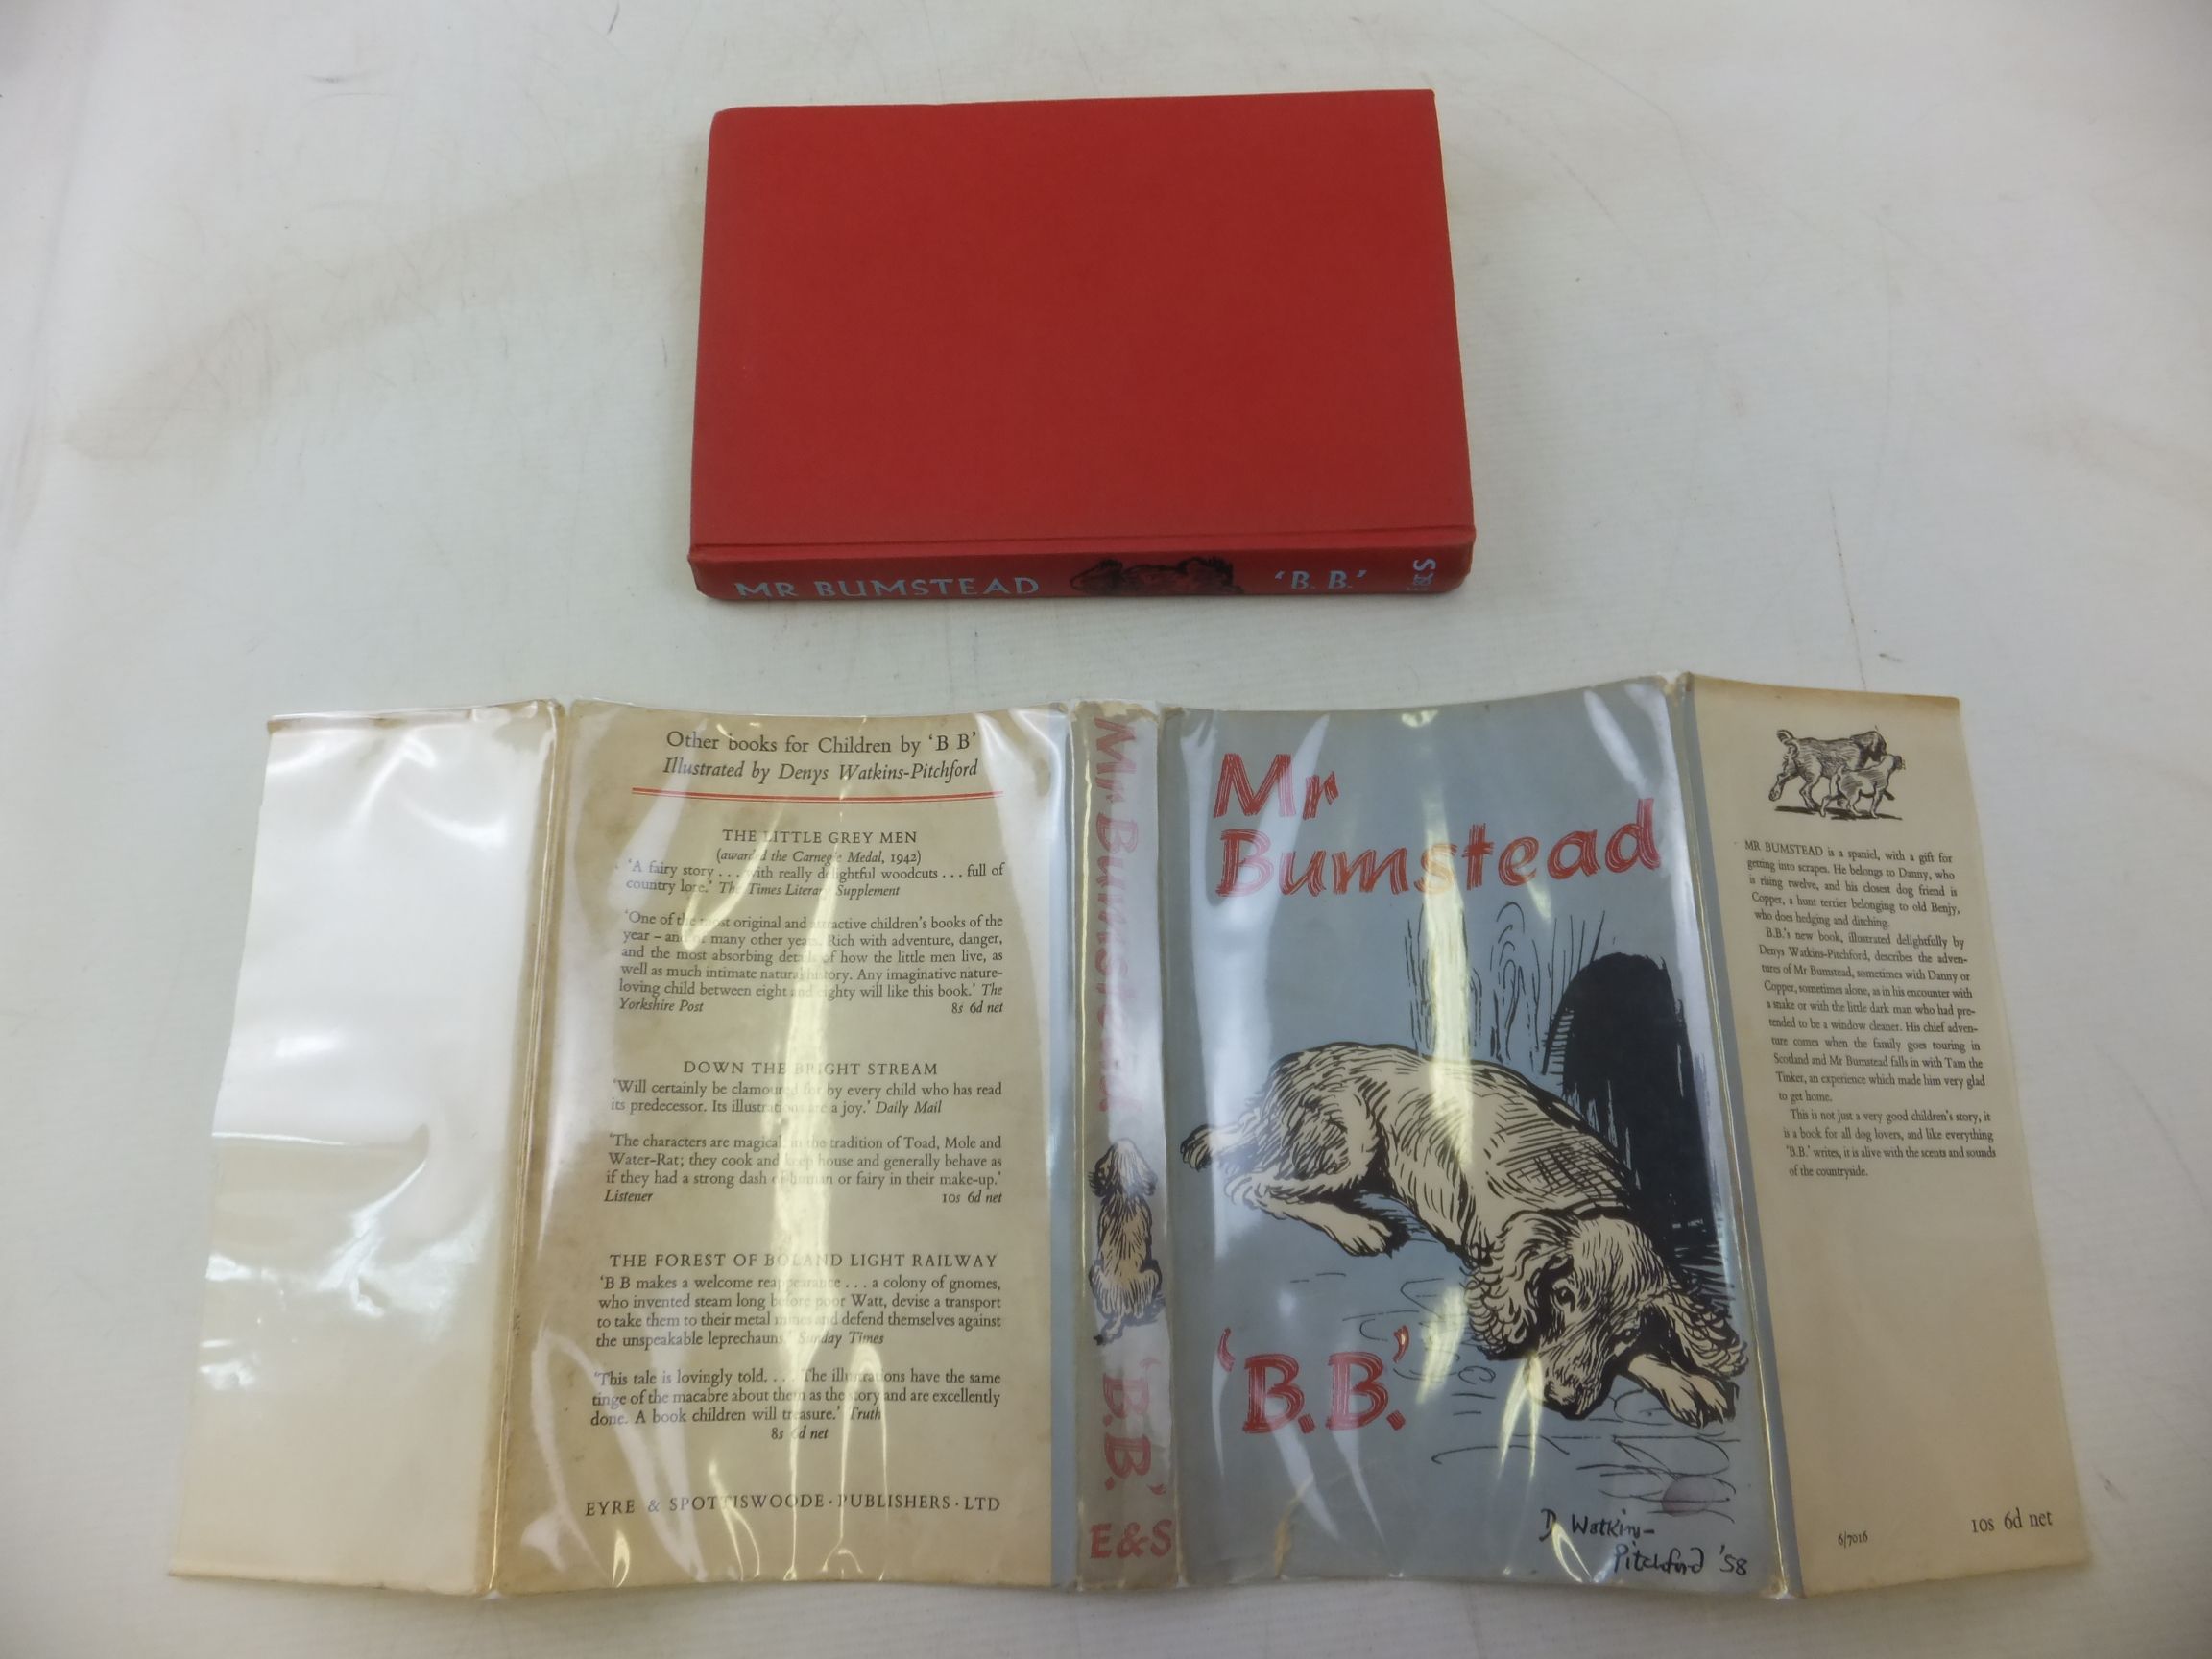 MR BUMSTEAD
'B. B.'
E&S
Other books for Children by 'B B'
Illustrated by Denys Watkins-Pitchford
THE LITTLE GREY MEN
(awarded the Carnegie Medal, 1942)
'A fairy story . . . with really delightful woodcuts . . . full of
country lore.' The Times Literary Supplement
'One of the most original and attractive children's books of the
year – and of many other years. Rich with adventure, danger,
and the most absorbing details of how the little men live, as
well as much intimate natural history. Any imaginative nature-
loving child between eight and eighty will like this book.' The
Yorkshire Post 8s 6d net
DOWN THE BRIGHT STREAM
'Will certainly be clamoured for by every child who has read
its predecessor. Its illustrations are a joy.' Daily Mail
'The characters are magical in the tradition of Toad, Mole and
Water-Rat; they cook and keep house and generally behave as
if they had a strong dash of human or fairy in their make-up.'
Listener 10s 6d net
THE FOREST OF BOLAND LIGHT RAILWAY
'B B makes a welcome reappearance . . . a colony of gnomes,
who invented steam long before poor Watt, devise a transport
to take them to their metal mines and defend themselves against
the unspeakable leprechauns.' Sunday Times
'This tale is lovingly told. . . . The illustrations have the same
tinge of the macabre about them as the story and are excellently
done. A book children will treasure.' Truth
8s 6d net
EYRE & SPOTTISWOODE · PUBLISHERS · LTD
Mr Bumstead
'B.B.'
E&S
Mr
Bumstead
'B.B.'
D Watkins-
Pitchford '58
MR BUMSTEAD is a spaniel, with a gift for
getting into scrapes. He belongs to Danny, who
is rising twelve, and his closest dog friend is
Copper, a hunt terrier belonging to old Benjy,
who does hedging and ditching.
B.B.'s new book, illustrated delightfully by
Denys Watkins-Pitchford, describes the adven-
tures of Mr Bumstead, sometimes with Danny or
Copper, sometimes alone, as in his encounter with
a snake or with the little dark man who had pre-
tended to be a window cleaner. His chief adven-
ture comes when the family goes touring in
Scotland and Mr Bumstead falls in with Tam the
Tinker, an experience which made him very glad
to get home.
This is not just a very good children's story, it
is a book for all dog lovers, and like everything
'B.B.' writes, it is alive with the scents and sounds
of the countryside.
6/7016
10s 6d net